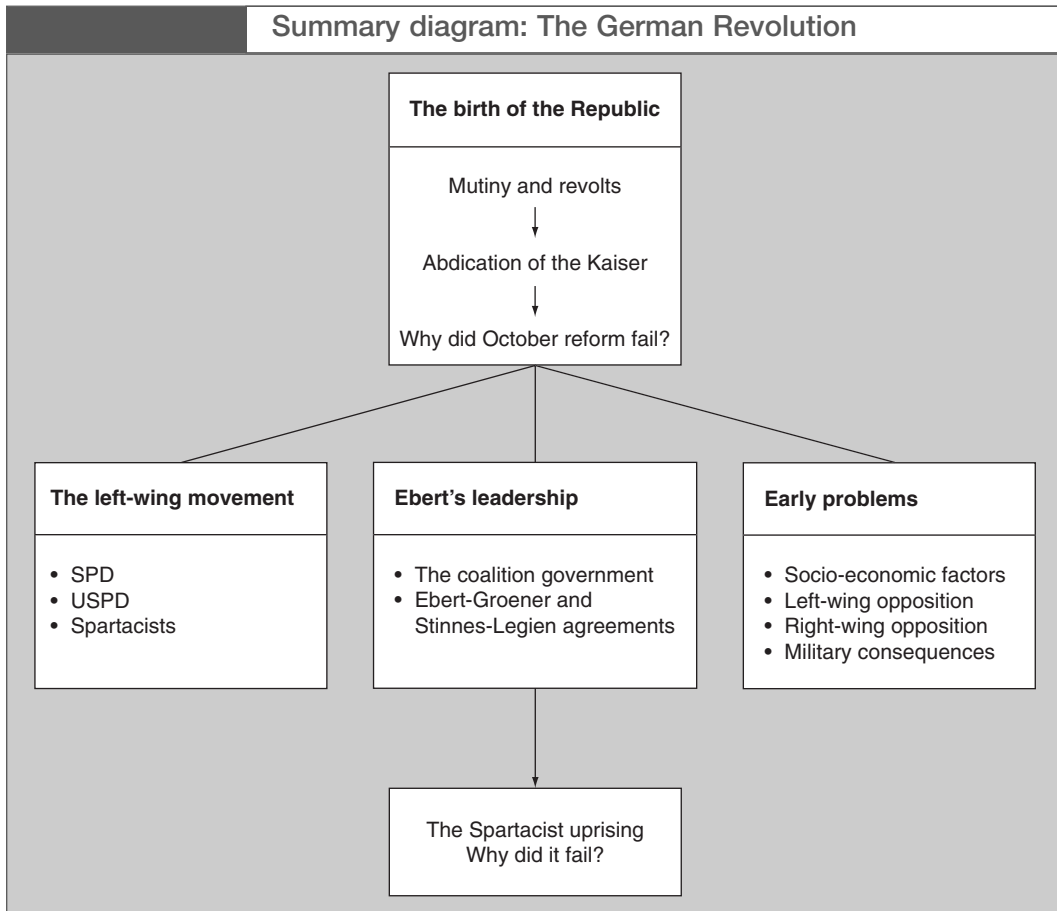 Summary diagram: The German Revolution
The birth of the Republic
Mutiny and revolts
Abdication of the Kaiser
Why did October reform fail?
The left-wing movement
• SPD
• USPD
• Spartacists
Ebert's leadership
• The coalition government
• Ebert-Groener and
Stinnes-Legien agreements
Early problems
• Socio-economic factors
• Left-wing opposition
• Right-wing opposition
• Military consequences
The Spartacist uprising
Why did it fail?